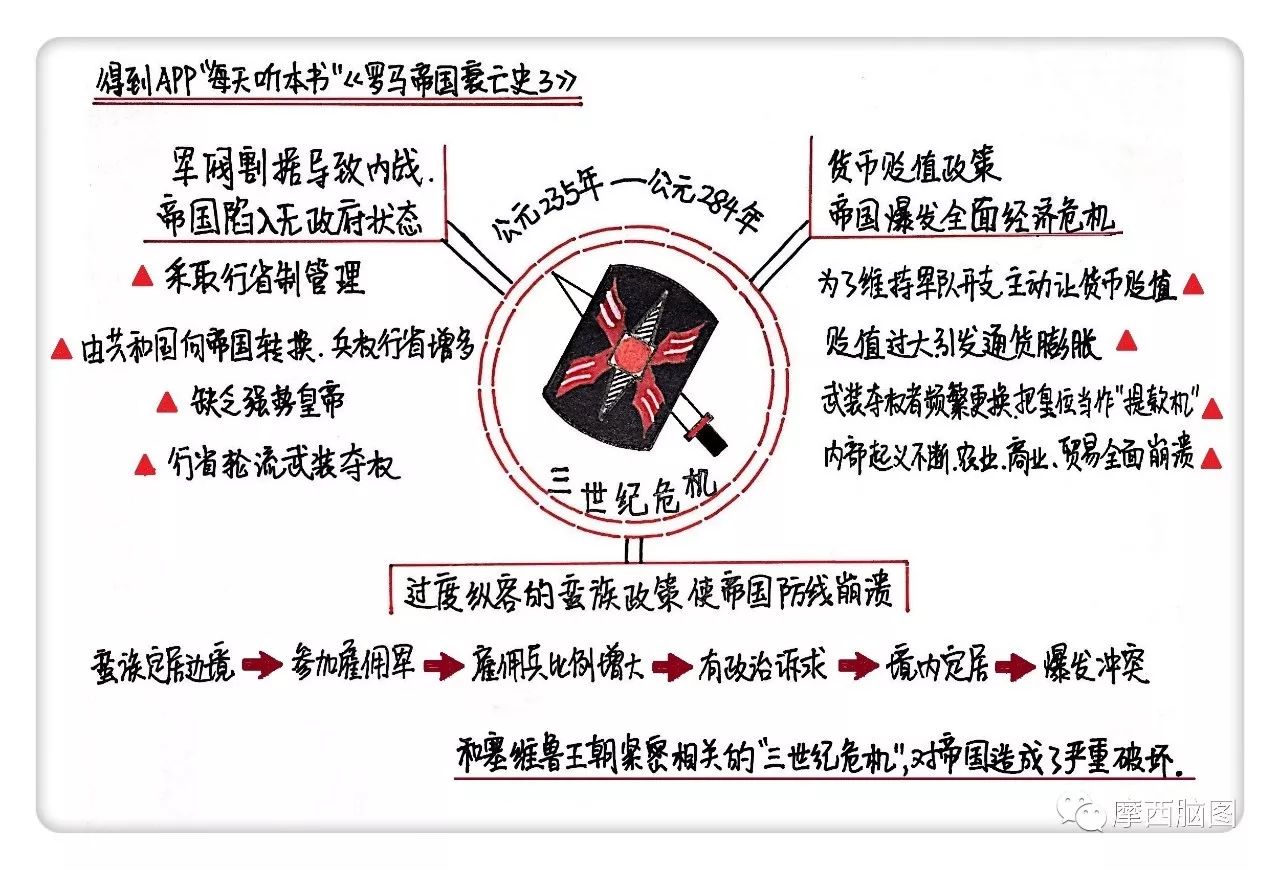 得到APP"每天听本书"《罗马帝国衰亡史3》
军阀割据导致内战.
帝国陷入无政府状态
采取行省制管理
由共和国向帝国转换.兵权行省增多
缺乏强势皇帝
行省轮流武装夺权
公元235年—公元284年
三世纪危机
货币贬值政策
帝国爆发全面经济危机
为了维持军队开支主动让货币贬值
贬值过大引发通货膨胀
武装夺权者频繁更换.把皇位当作"提款机"
内部起义不断.农业.商业、贸易全面崩溃
过度纵容的蛮族政策使帝国防线崩溃
蛮族定居边境 → 参加雇佣军 → 雇佣兵比例增大 → 有政治诉求 → 境内定居 → 爆发冲突
和塞维鲁王朝紧密相关的"三世纪危机",对帝国造成了严重破坏.
摩西脑图